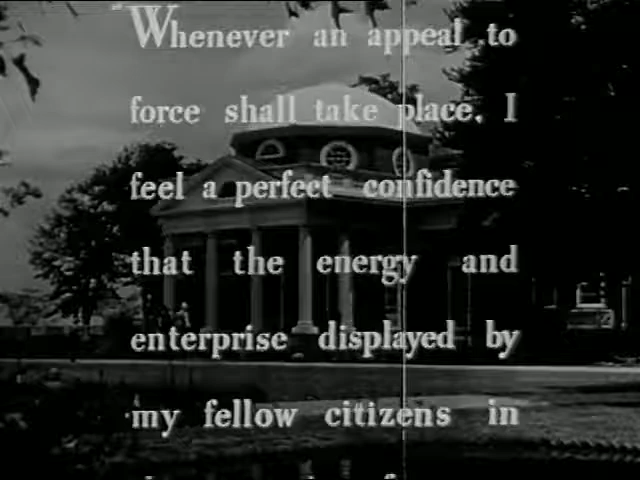 "Whenever an appeal to
force shall take place, I
feel a perfect confidence
that the energy and
enterprise displayed by
my fellow citizens in